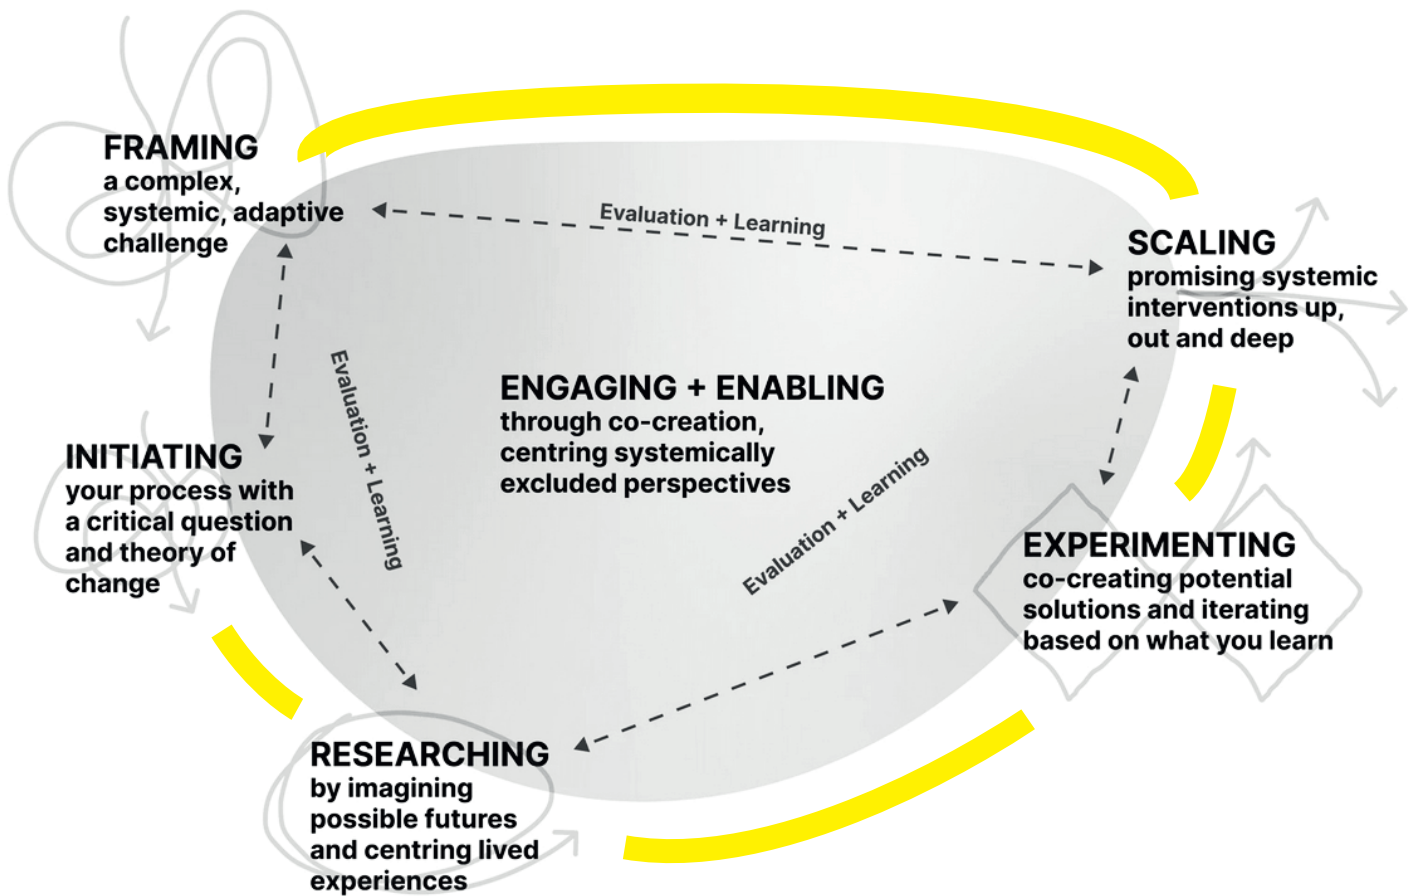 FRAMING
a complex,
systemic, adaptive
challenge
Evaluation + Learning
SCALING
promising systemic
interventions up,
out and deep
Evaluation + Learning
ENGAGING + ENABLING
through co-creation,
centring systemically
excluded perspectives
Evaluation + Learning
INITIATING
your process with
a critical question
and theory of
change
EXPERIMENTING
co-creating potential
solutions and iterating
based on what you learn
RESEARCHING
by imagining
possible futures
and centring lived
experiences